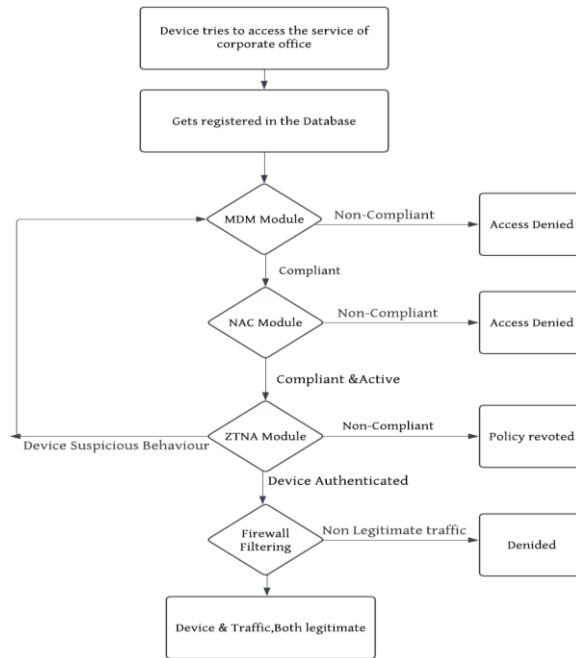 Device tries to access the service of
corporate office
Gets registered in the Database
MDM Module
Non-Compliant
Access Denied
Compliant
NAC Module
Non-Compliant
Access Denied
Compliant &Active
Device Suspicious Behaviour
ZTNA Module
Non-Compliant
Policy revoted
Device Authenticated
Firewall
Filtering
Non Legitimate traffic
Denided
Device & Traffic,Both legitimate